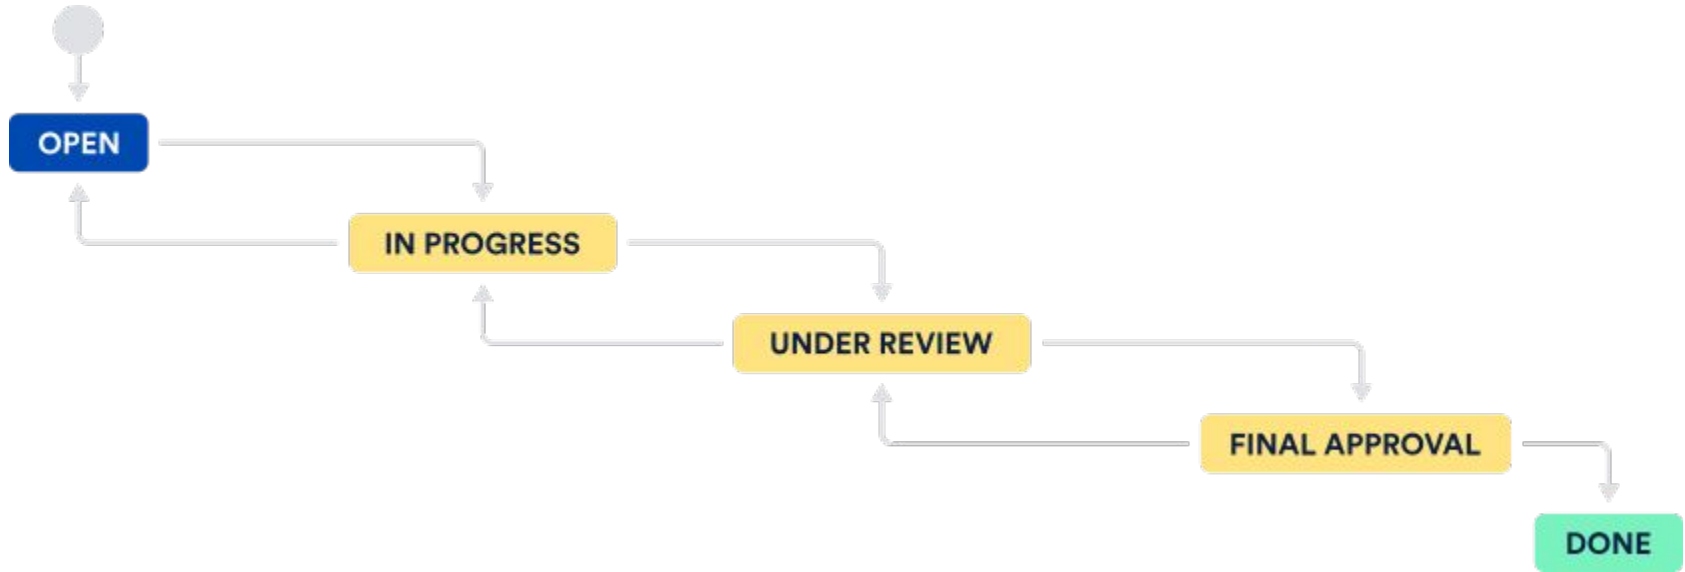 OPEN
IN PROGRESS
UNDER REVIEW
FINAL APPROVAL
DONE